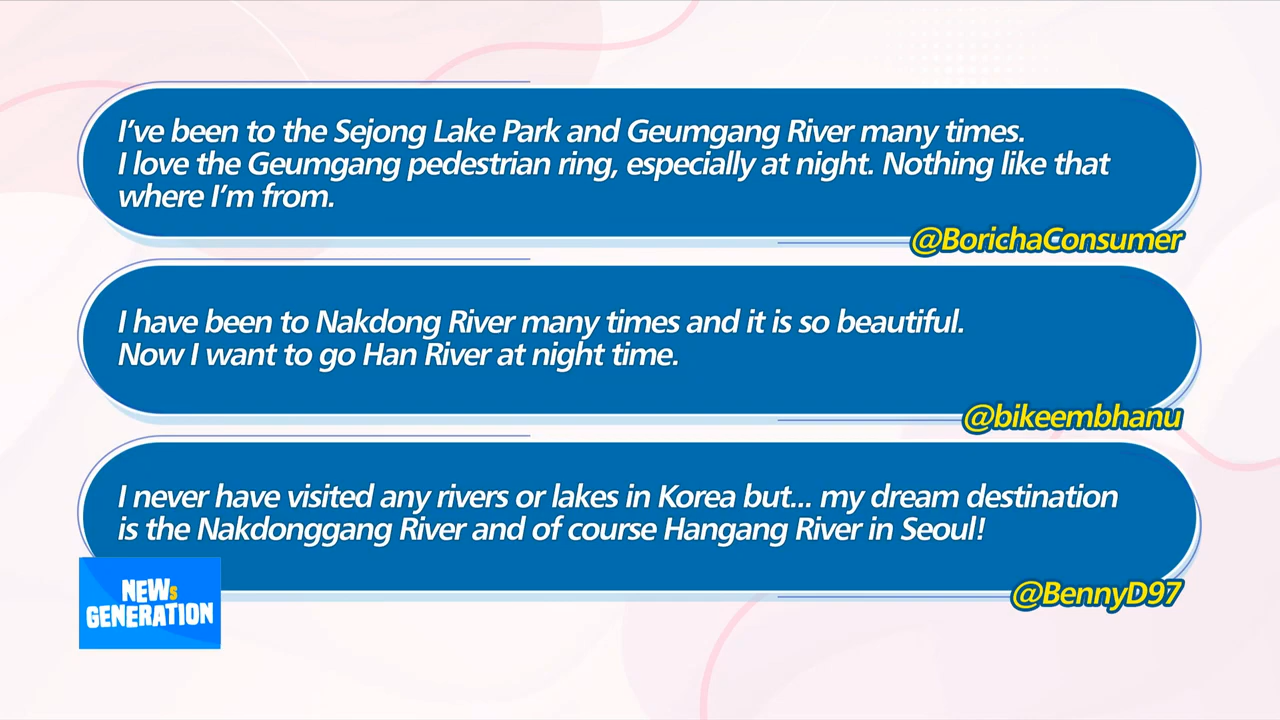 I've been to the Sejong Lake Park and Geumgang River many times.
I love the Geumgang pedestrian ring, especially at night. Nothing like that
where I'm from.
@BorichaConsumer
I have been to Nakdong River many times and it is so beautiful.
Now I want to go Han River at night time.
@bikeembhanu
I never have visited any rivers or lakes in Korea but... my dream destination
is the Nakdonggang River and of course Hangang River in Seoul!
@BennyD97
NEWs
GENERATION